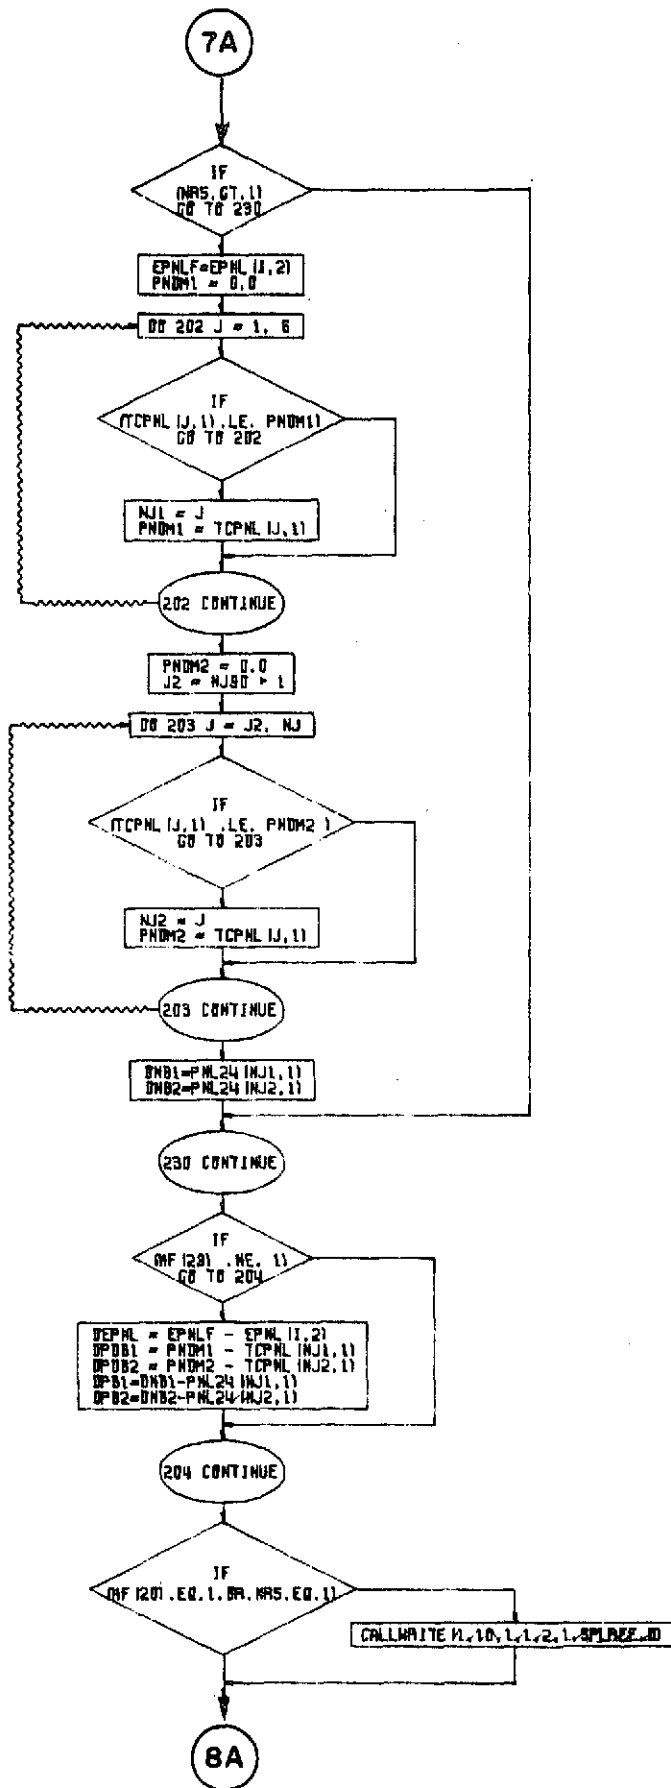 7A
IF
(NRS.GT.1)
GO TO 230
EPNLF=EPNL(I,2)
PNDM1 = 0.0
DO 202 J = 1, 6
IF
(TCPNL(J,1).LE. PNDM1)
GO TO 202
NJ1 = J
PNDM1 = TCPNL(J,1)
202 CONTINUE
PNDM2 = 0.0
J2 = NJ90 + 1
DO 203 J = J2, NJ
IF
(TCPNL(J,1) .LE. PNDM2 )
GO TO 203
NJ2 = J
PNDM2 = TCPNL(J,1)
203 CONTINUE
DNB1=PNL24(NJ1,1)
DNB2=PNL24(NJ2,1)
230 CONTINUE
IF
.NE. 1)
GO TO 204
DEPNL = EPNLF - EPNL(I,2)
DPDB1 = PNDM1 - TCPNL(NJ1,1)
DPDB2 = PNDM2 - TCPNL(NJ2,1)
DPB1=DNB1-PNL24(NJ1,1)
DPB2=DNB2-PNL24(NJ2,1)
204 CONTINUE
IF
(MF(20).EQ.1.OR.NRS.EQ.1)
CALLWRITE
8A